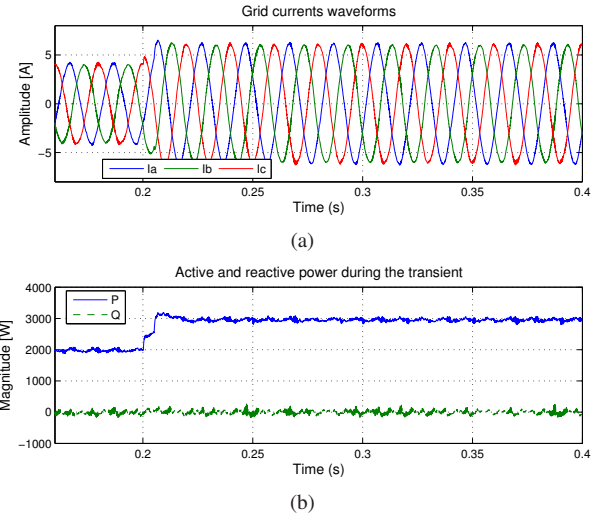 Grid currents waveforms
Amplitude [A]
5
0
−5
Ia Ib Ic
0.2 0.25 0.3 0.35 0.4
Time (s)
(a)
Active and reactive power during the transient
Magnitude [W]
4000
3000
2000
1000
0
−1000
P
Q
0.2 0.25 0.3 0.35 0.4
Time (s)
(b)